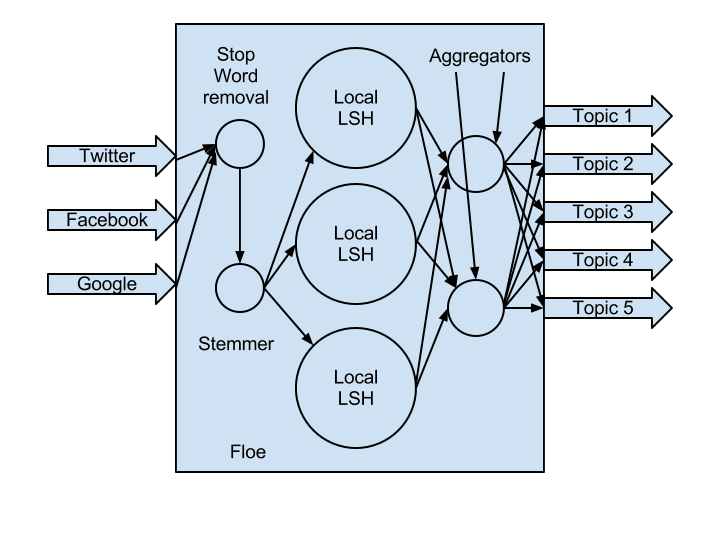 Stop
Word
removal
Aggregators
Twitter
Facebook
Google
Local
LSH
Local
LSH
Local
LSH
Stemmer
Floe
Topic 1
Topic 2
Topic 3
Topic 4
Topic 5